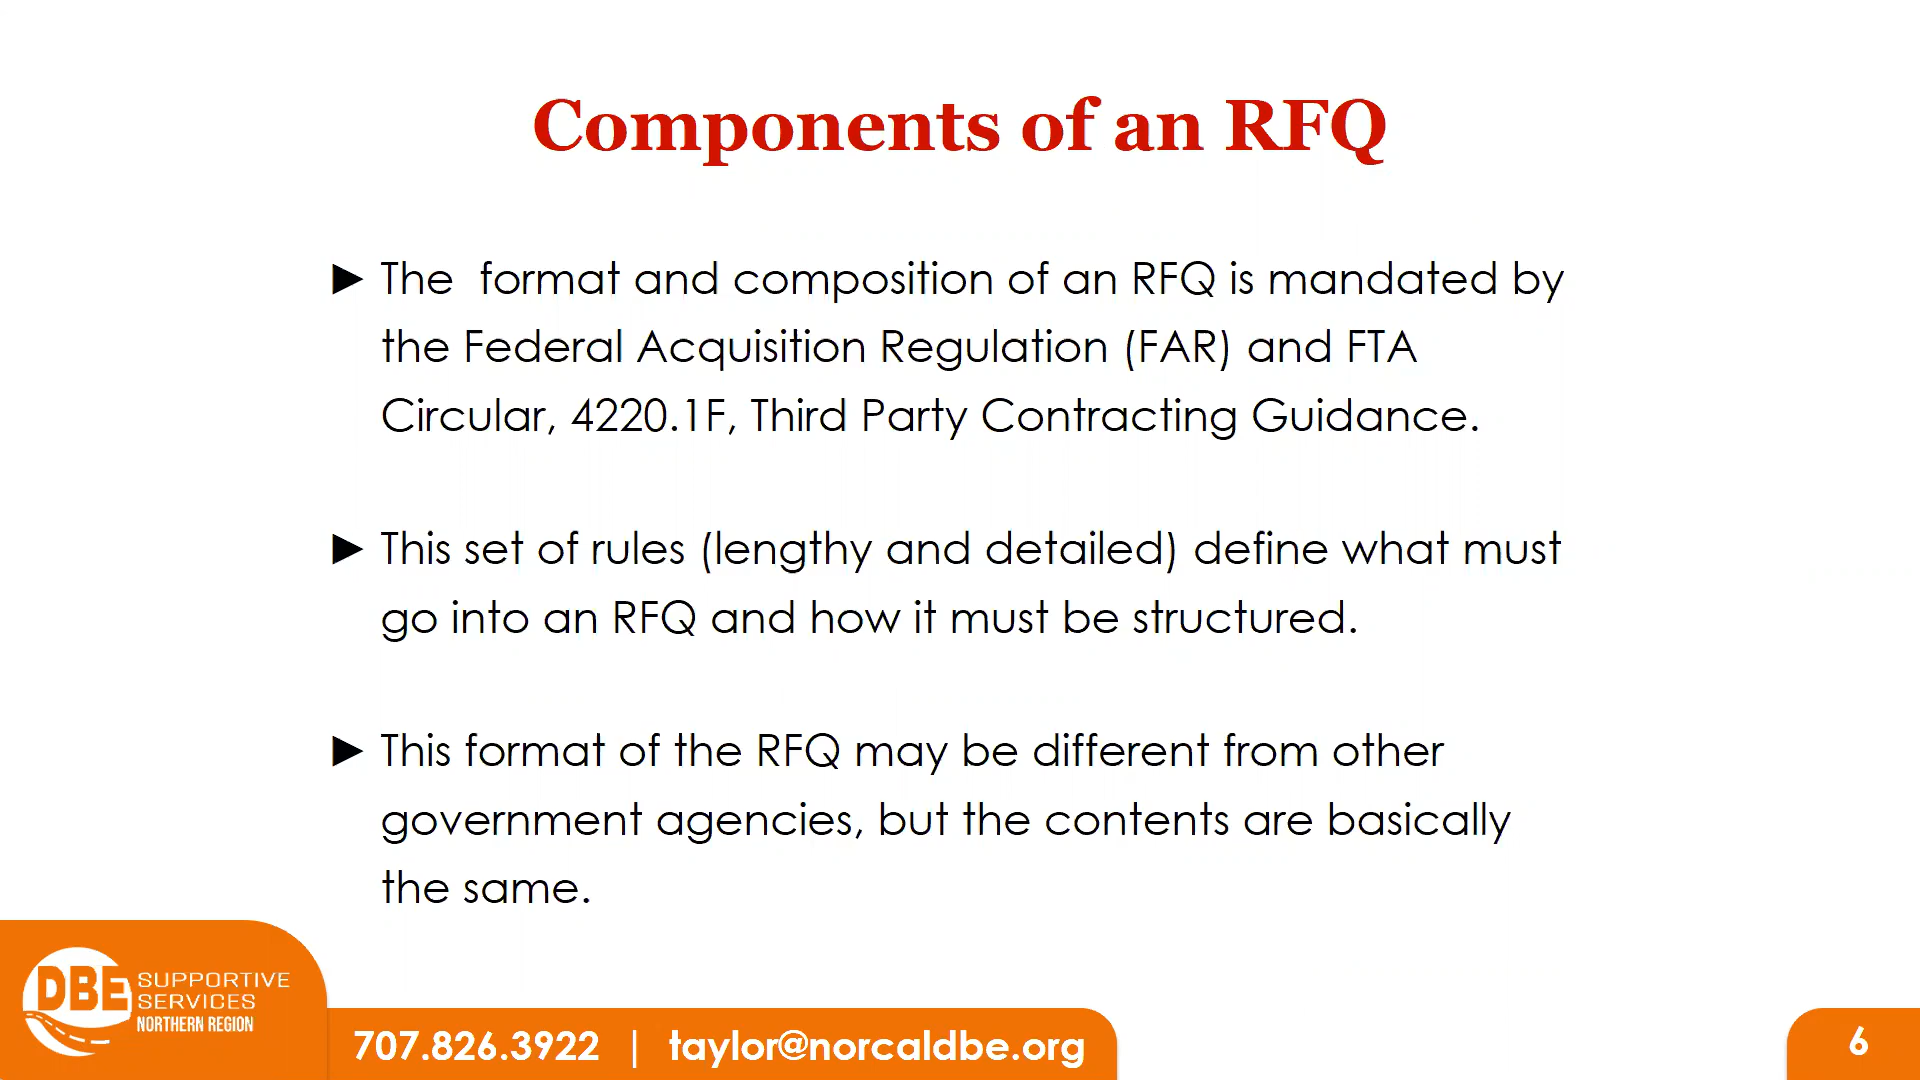 Components of an RFQ
► The format and composition of an RFQ is mandated by
the Federal Acquisition Regulation (FAR) and FTA
Circular, 4220.1F, Third Party Contracting Guidance.
► This set of rules (lengthy and detailed) define what must
go into an RFQ and how it must be structured.
► This format of the RFQ may be different from other
government agencies, but the contents are basically
the same.
DBE SUPPORTIVE
SERVICES
NORTHERN REGION
707.826.3922 | taylor@norcaldbe.org
6